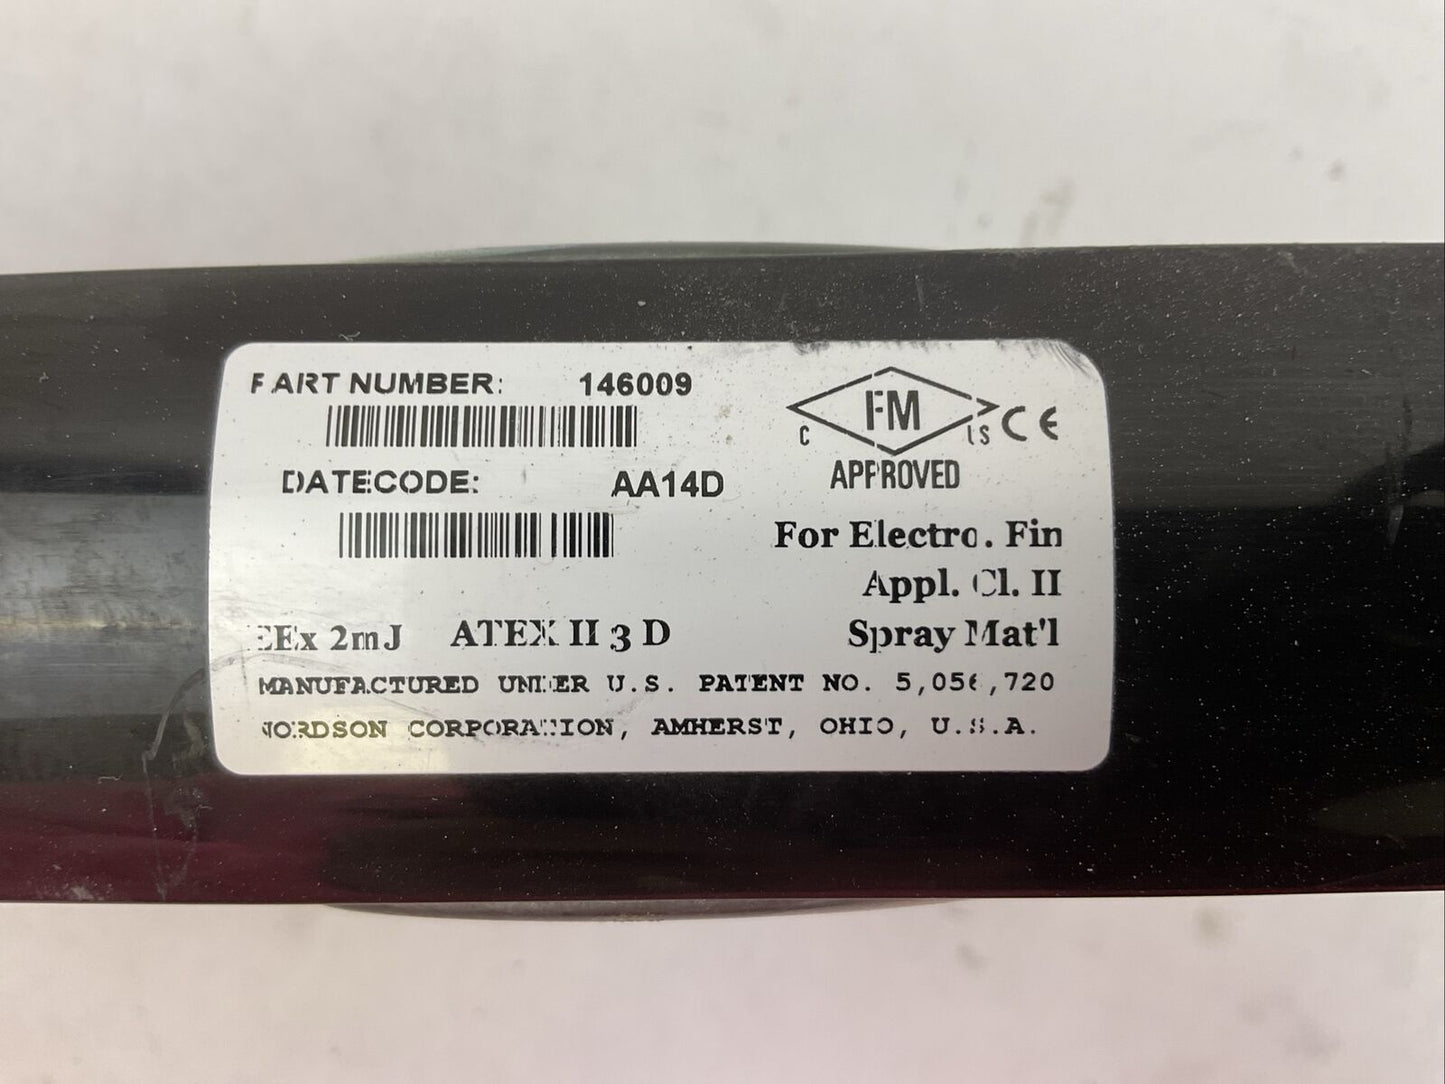 PART NUMBER: 146009
DATECODE: AA14D
FM
C US CE
APPROVED
For Electro. Fin
Appl. Cl. II
Spray Mat'l
EEx 2mJ ATEX II 3 D
MANUFACTURED UNDER U.S. PATENT NO. 5,056,720
NORDSON CORPORATION, AMHERST, OHIO, U.S.A.